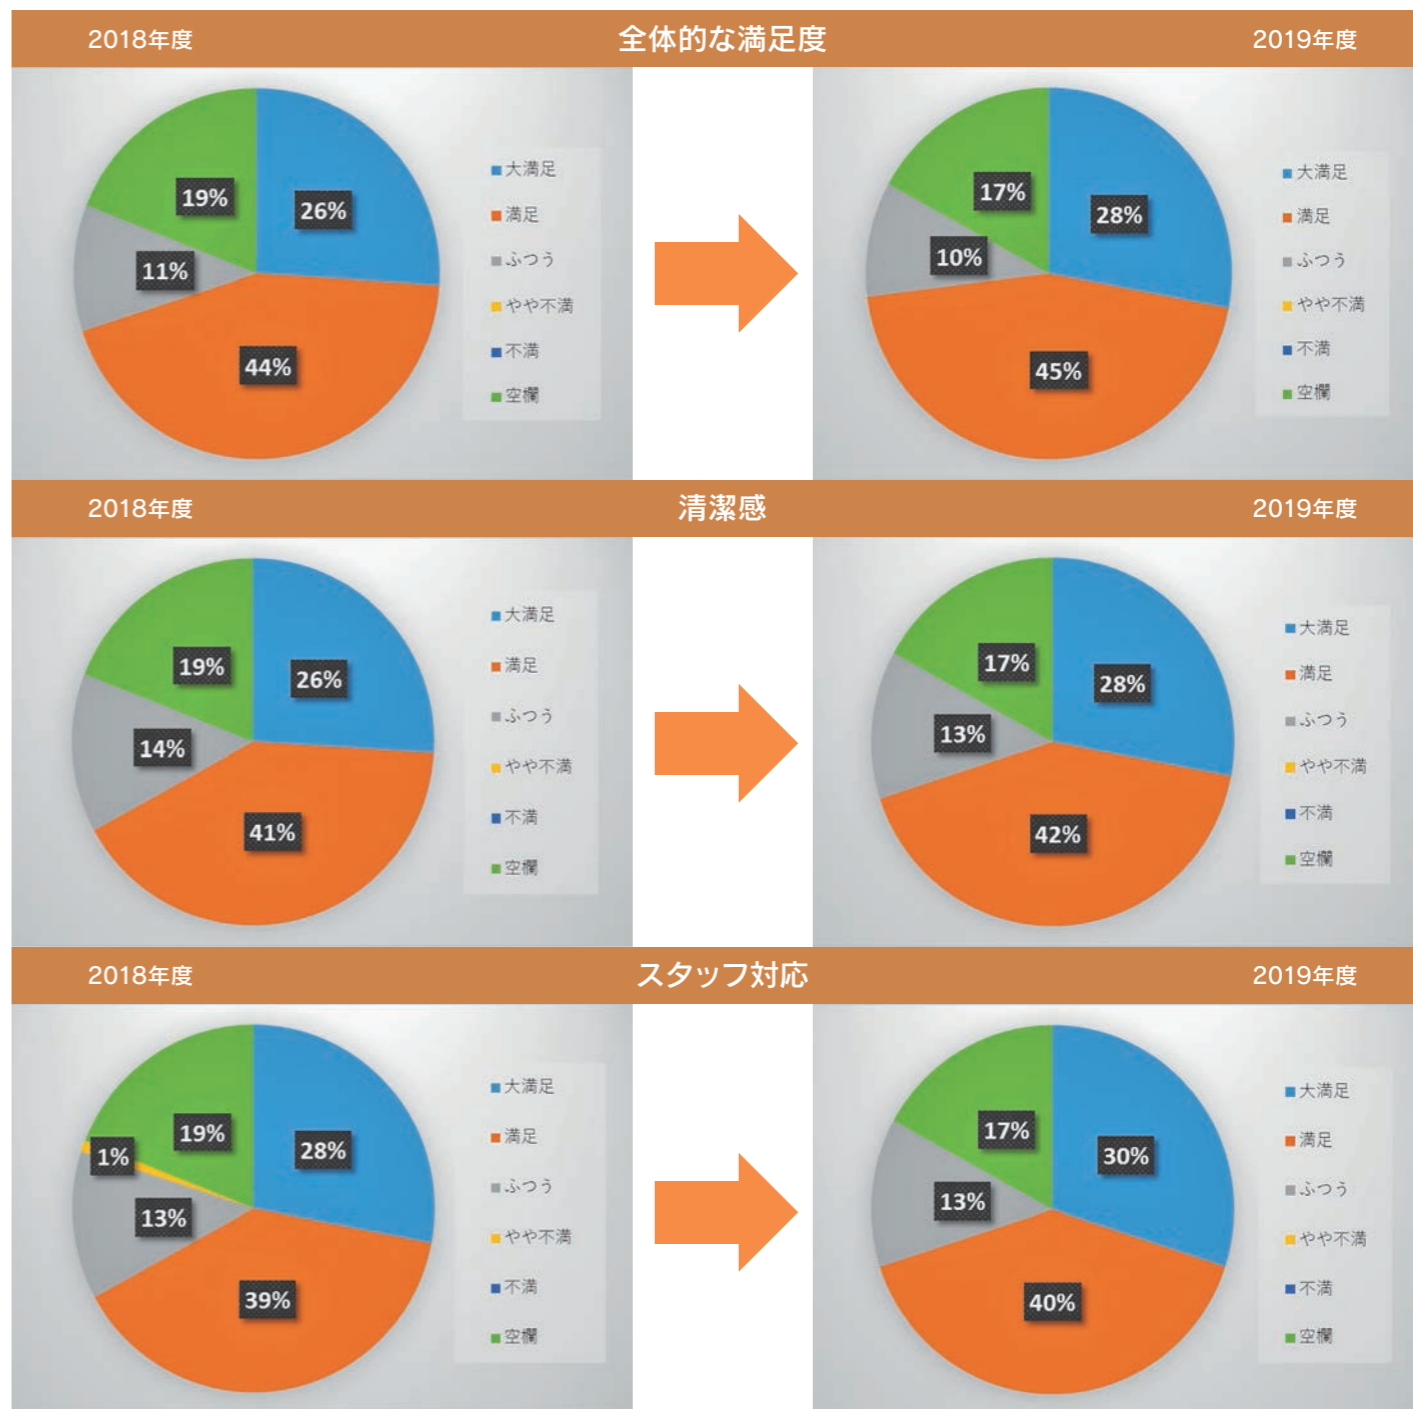 2018年度 全体的な満足度 2019年度
19%
26%
11%
44%
大満足
満足
ふつう
やや不満
不満
空欄
17%
28%
10%
45%
大満足
満足
ふつう
やや不満
不満
空欄
2018年度 清潔感 2019年度
19%
26%
14%
41%
大満足
満足
ふつう
やや不満
不満
空欄
17%
28%
13%
42%
大満足
満足
ふつう
やや不満
不満
空欄
2018年度 スタッフ対応 2019年度
19%
28%
1%
13%
39%
大満足
満足
ふつう
やや不満
不満
空欄
17%
30%
13%
40%
大満足
満足
ふつう
やや不満
不満
空欄